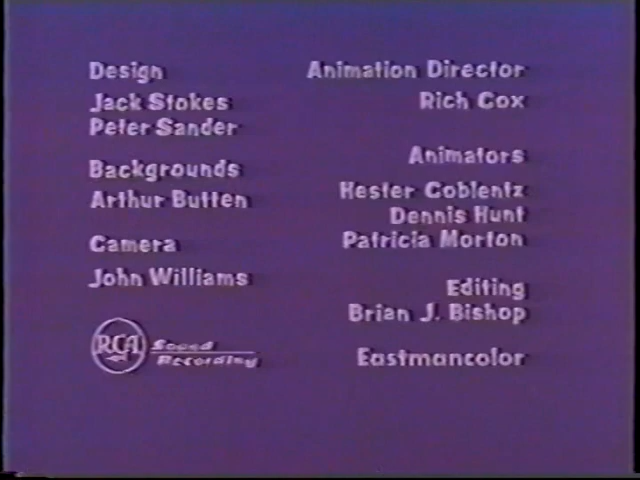 Design
Jack Stokes
Peter Sander
Backgrounds
Arthur Butten
Camera
John Williams
RCA
Sound
Recording
Animation Director
Rich Cox
Animators
Hester Coblentz
Dennis Hunt
Patricia Morton
Editing
Brian J. Bishop
Eastmancolor